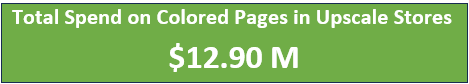 Total Spend on Colored Pages in Upscale Stores
$12.90 M